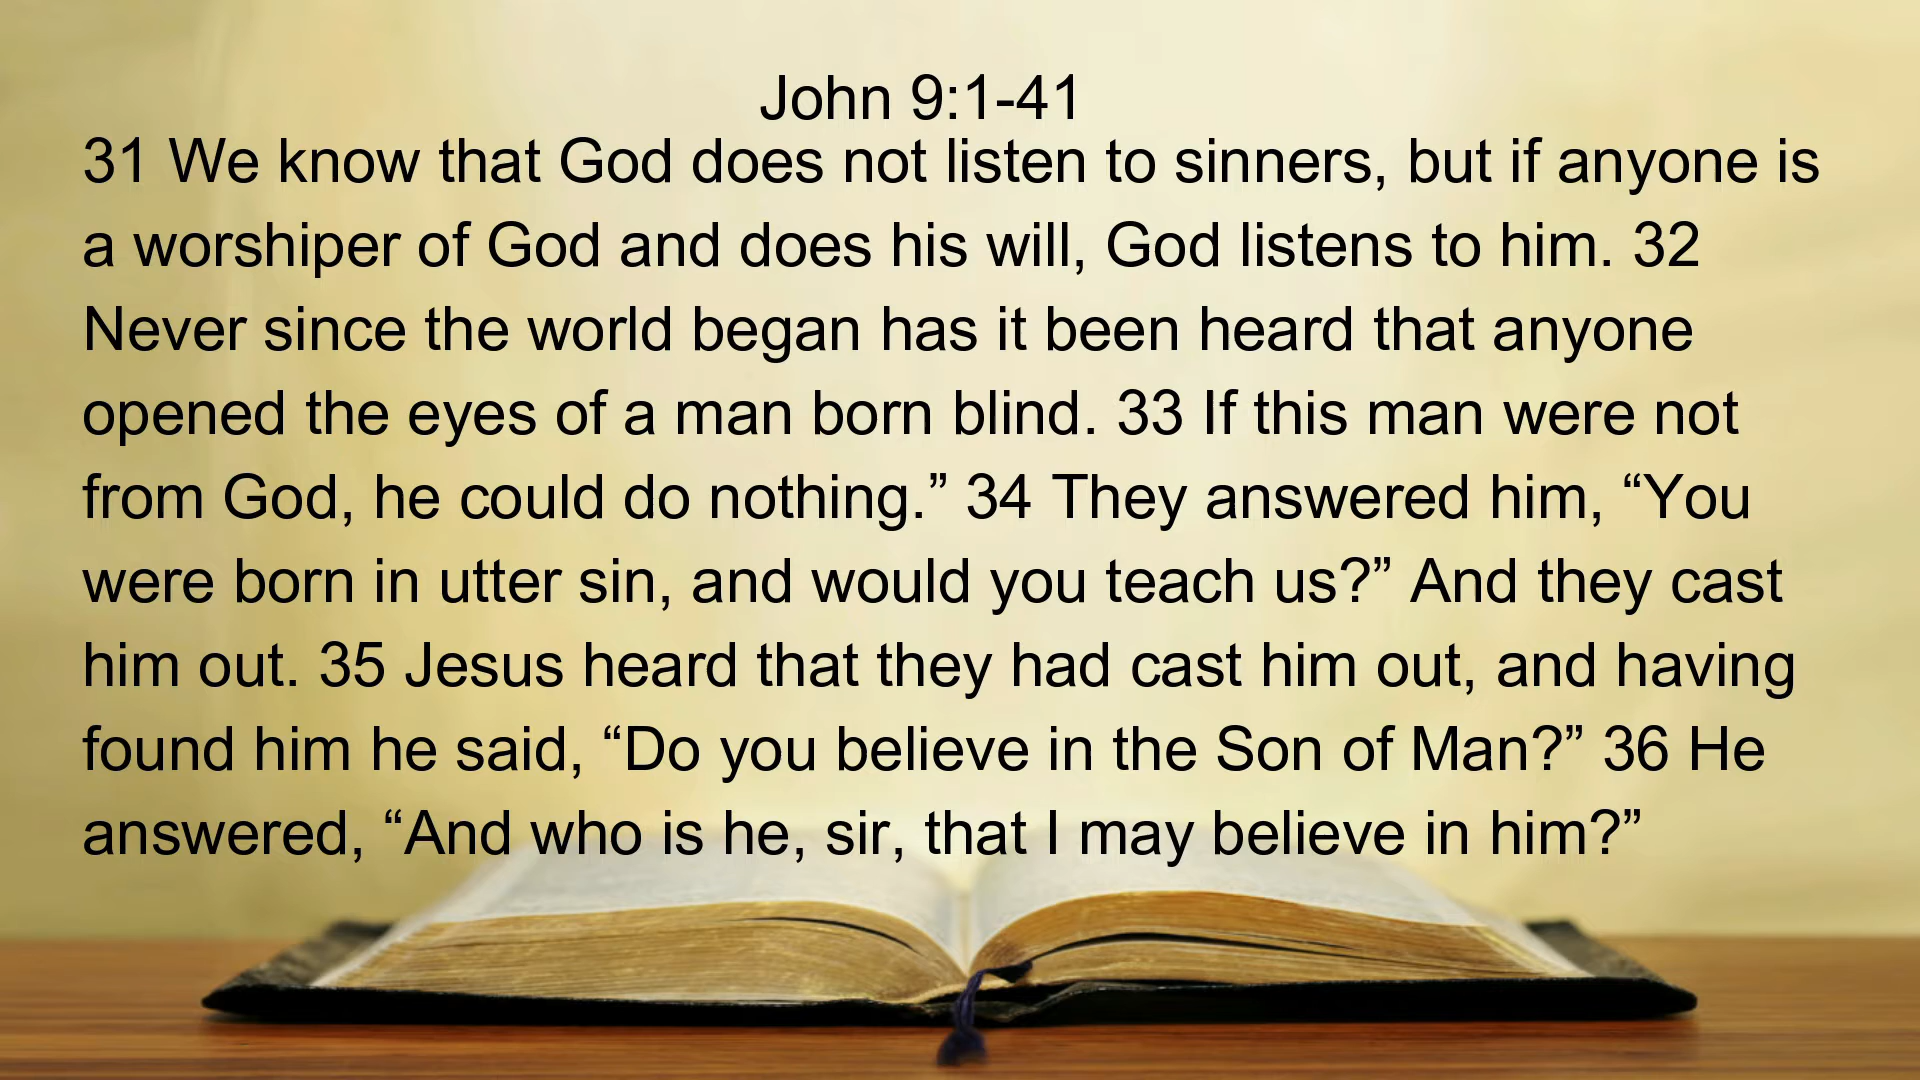 John 9:1-41
31 We know that God does not listen to sinners, but if anyone is
a worshiper of God and does his will, God listens to him. 32
Never since the world began has it been heard that anyone
opened the eyes of a man born blind. 33 If this man were not
from God, he could do nothing.” 34 They answered him, “You
were born in utter sin, and would you teach us?” And they cast
him out. 35 Jesus heard that they had cast him out, and having
found him he said, “Do you believe in the Son of Man?” 36 He
answered, “And who is he, sir, that I may believe in him?”